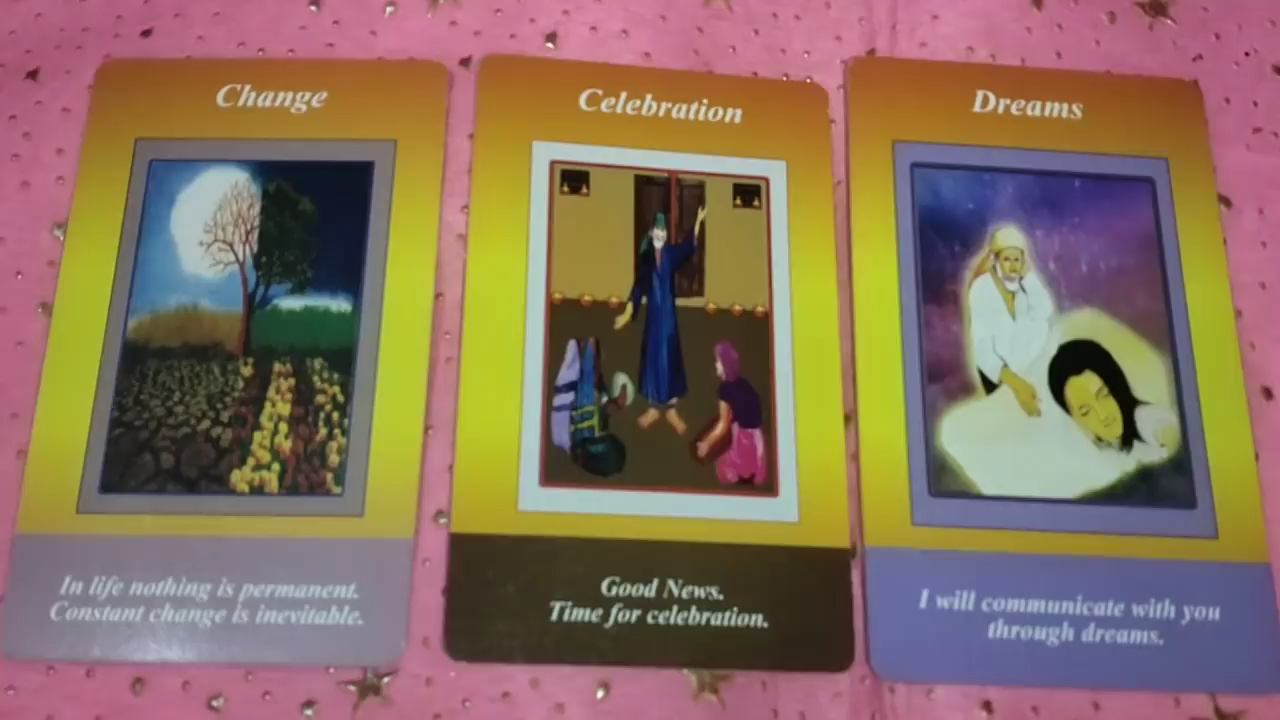 Change
In life nothing is permanent.
Constant change is inevitable.
Celebration
Good News.
Time for celebration.
Dreams
I will communicate with you
through dreams.